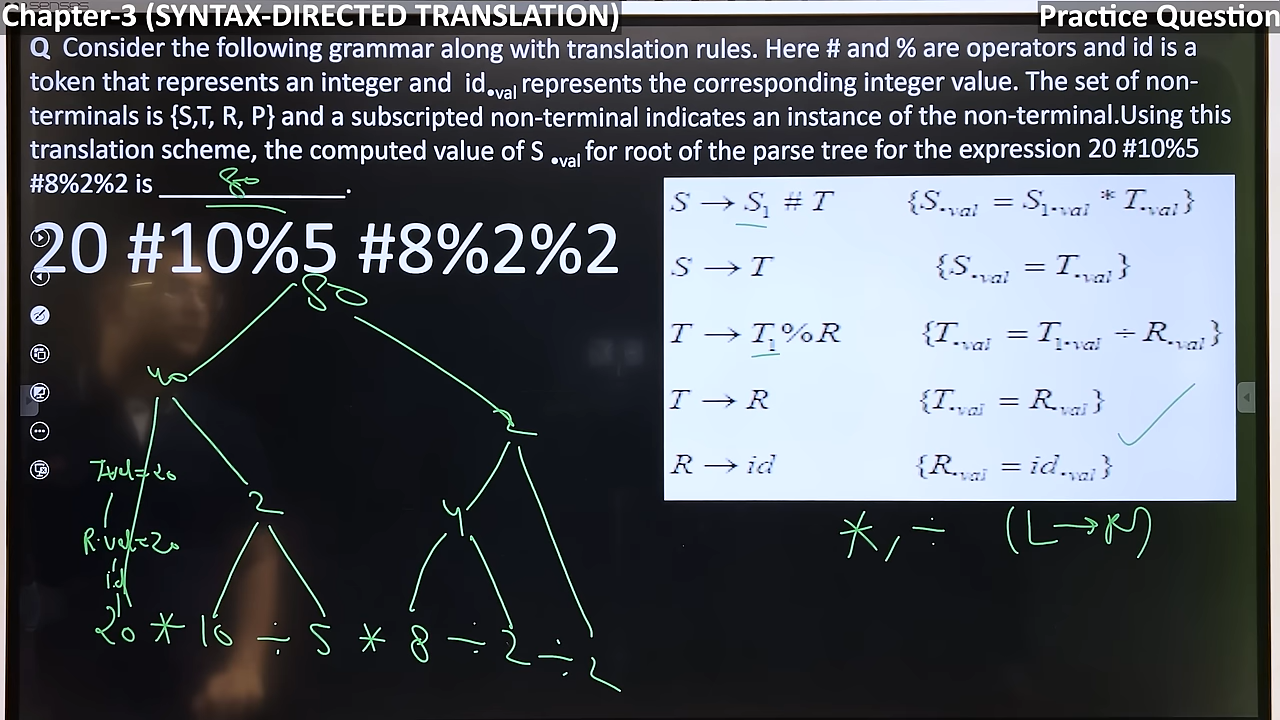 Chapter-3 (SYNTAX-DIRECTED TRANSLATION)
Practice Question
Q Consider the following grammar along with translation rules. Here # and % are operators and id is a
token that represents an integer and id•val represents the corresponding integer value. The set of non-
terminals is {S,T, R, P} and a subscripted non-terminal indicates an instance of the non-terminal.Using this
translation scheme, the computed value of S •val for root of the parse tree for the expression 20 #10%5
#8%2%2 is 80.
20 #10%5 #8%2%2
S → S₁ # T {S•val = S₁•val * T•val}
S → T {S•val = T•val}
T → T₁%R {T•val = T₁•val ÷ R•val}
T → R {T•val = R•val}
R → id {R•val = id•val}
*, ÷ (L→R)
80
40
2
T.val=20
2
4
R.val=20
id
20 * 10 ÷ 5 * 8 ÷ 2 ÷ 2